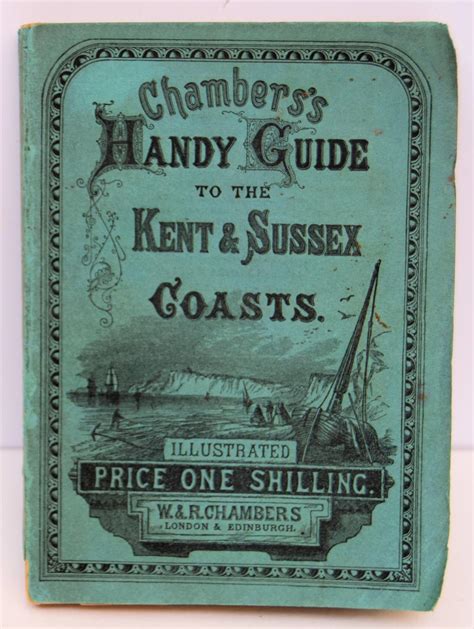 Chambers's
HANDY GUIDE
TO THE
KENT & SUSSEX
COASTS.
ILLUSTRATED
PRICE ONE SHILLING.
W. & R. CHAMBERS
LONDON & EDINBURGH.